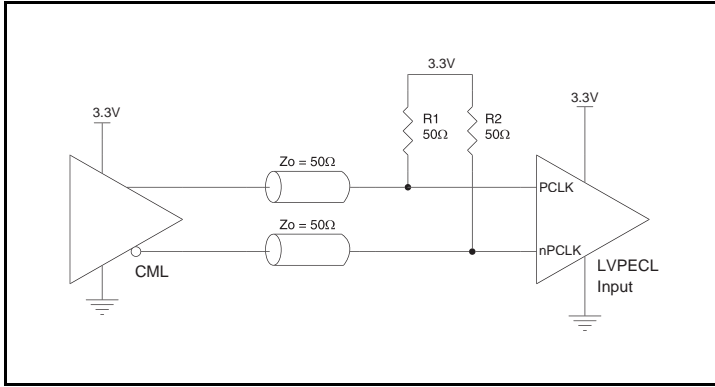 3.3V
3.3V
3.3V
R1
50Ω
R2
50Ω
Zo = 50Ω
PCLK
Zo = 50Ω
nPCLK
CML
LVPECL
Input